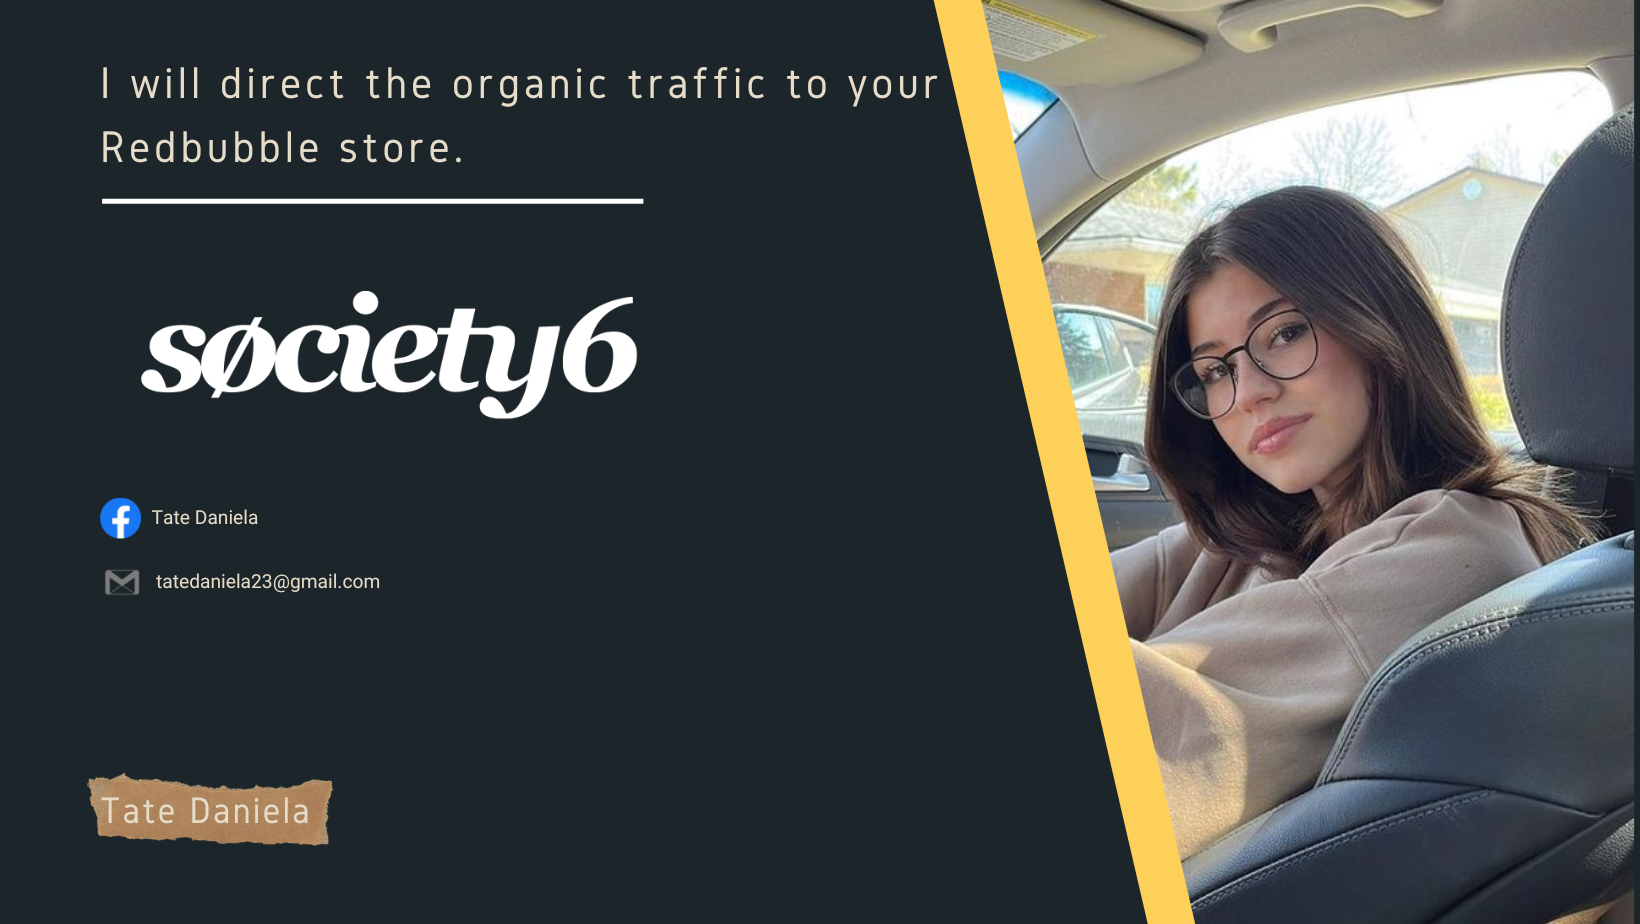 I will direct the organic traffic to your
Redbubble store.
søciety6
Tate Daniela
tatedaniela23@gmail.com
Tate Daniela